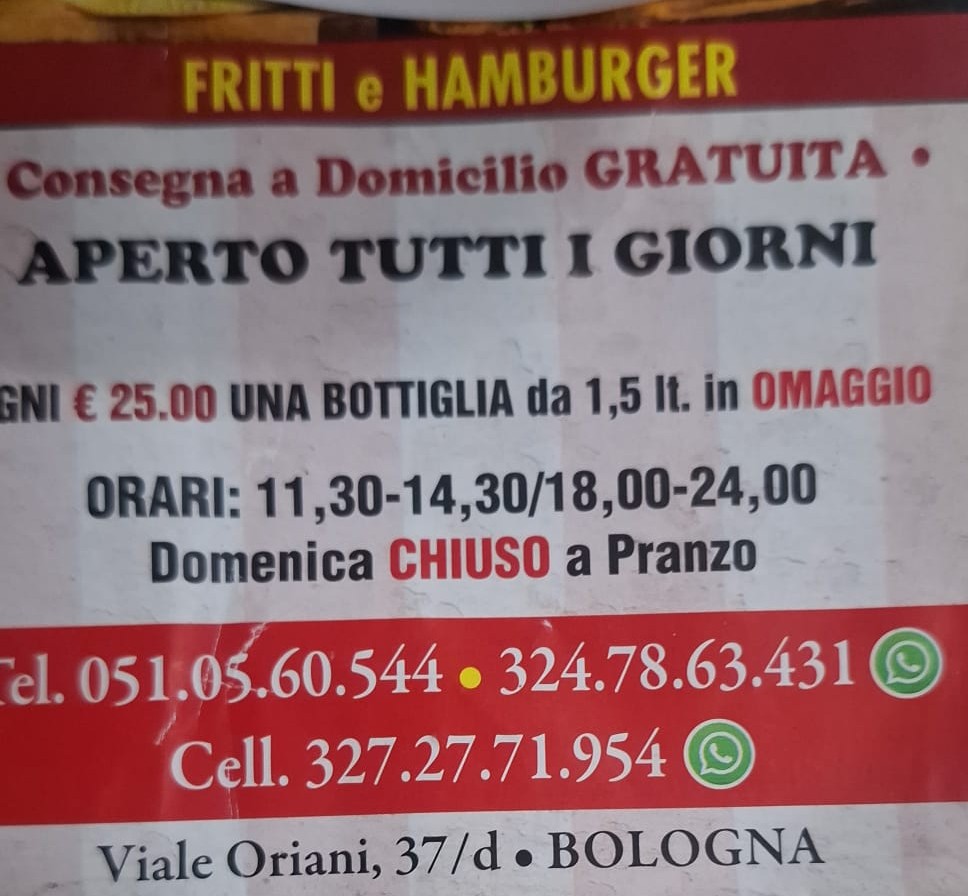 FRITTI e HAMBURGER
Consegna a Domicilio GRATUITA •
APERTO TUTTI I GIORNI
GNI € 25.00 UNA BOTTIGLIA da 1,5 lt. in OMAGGIO
ORARI: 11,30-14,30/18,00-24,00
Domenica CHIUSO a Pranzo
Tel. 051.05.60.544 • 324.78.63.431
Cell. 327.27.71.954
Viale Oriani, 37/d • BOLOGNA